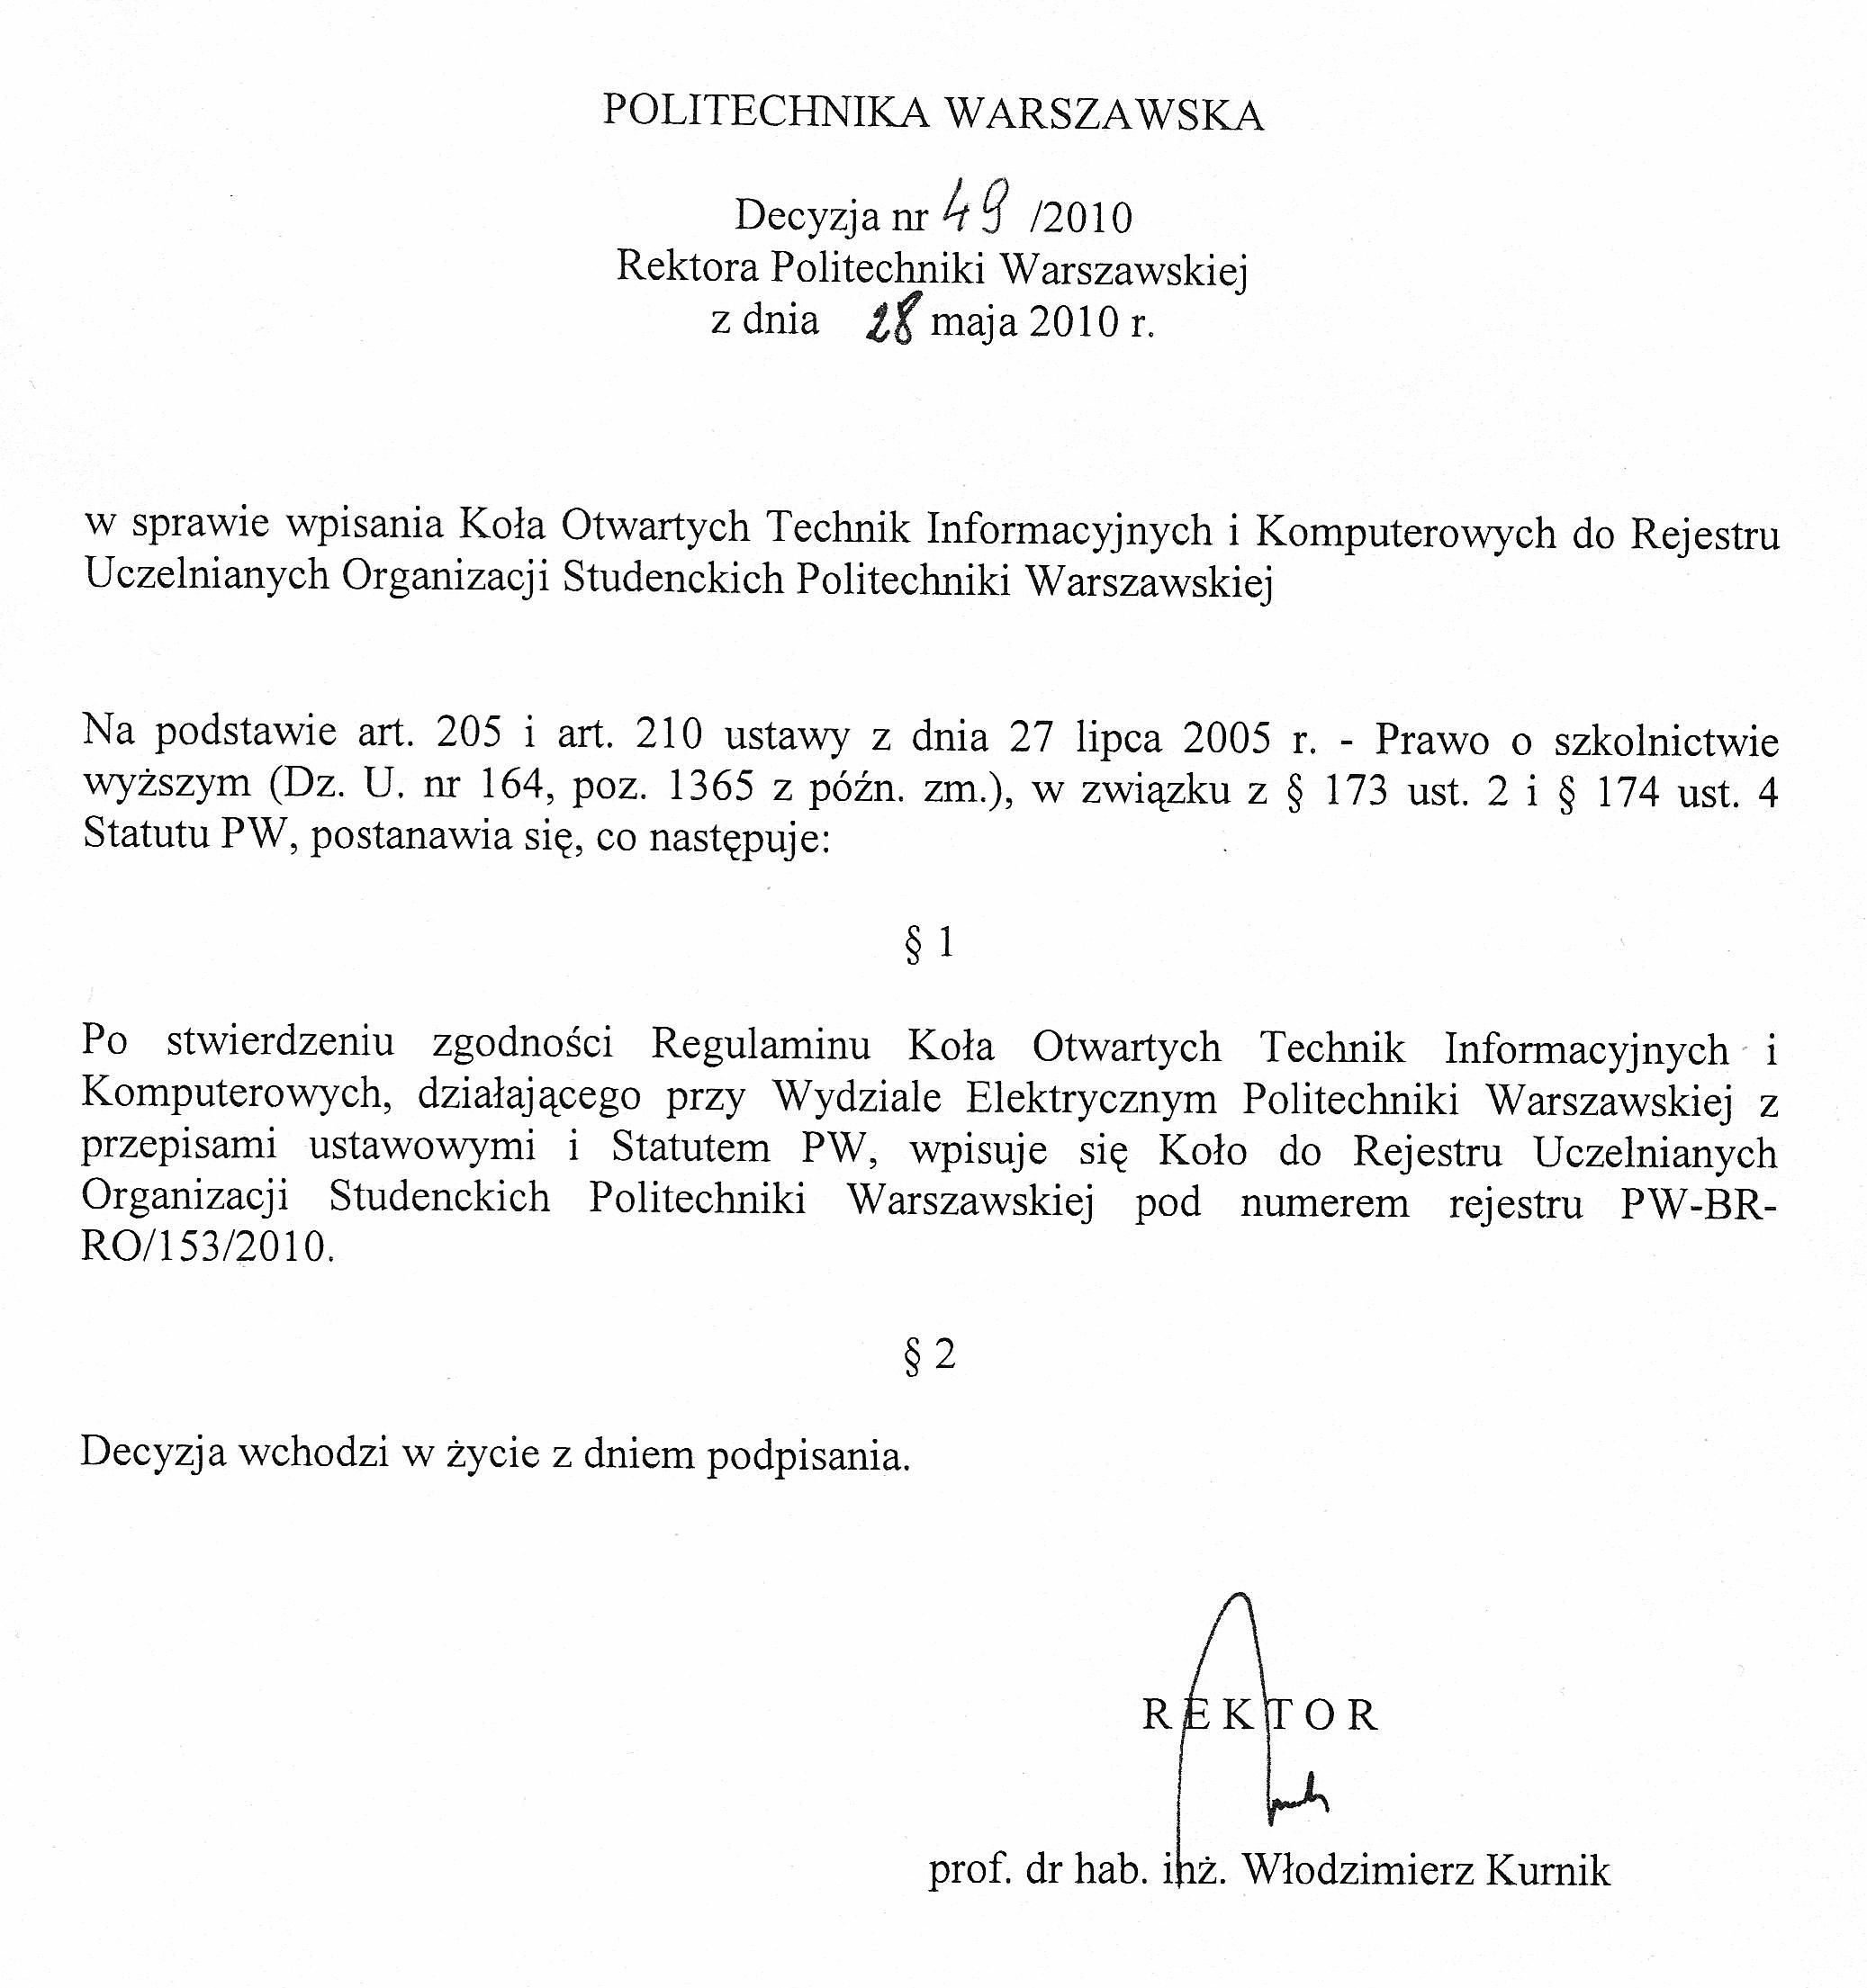 POLITECHNIKA WARSZAWSKA
Decyzja nr 49 /2010
Rektora Politechniki Warszawskiej
z dnia 28 maja 2010 r.
w sprawie wpisania Koła Otwartych Technik Informacyjnych i Komputerowych do Rejestru
Uczelnianych Organizacji Studenckich Politechniki Warszawskiej
Na podstawie art. 205 i art. 210 ustawy z dnia 27 lipca 2005 r. - Prawo o szkolnictwie
wyższym (Dz. U. nr 164, poz. 1365 z późn. zm.), w związku z § 173 ust. 2 i § 174 ust. 4
Statutu PW, postanawia się, co następuje:
§ 1
Po stwierdzeniu zgodności Regulaminu Koła Otwartych Technik Informacyjnych i
Komputerowych, działającego przy Wydziale Elektrycznym Politechniki Warszawskiej z
przepisami ustawowymi i Statutem PW, wpisuje się Koło do Rejestru Uczelnianych
Organizacji Studenckich Politechniki Warszawskiej pod numerem rejestru PW-BR-
RO/153/2010.
§ 2
Decyzja wchodzi w życie z dniem podpisania.
R E K T O R
prof. dr hab. inż. Włodzimierz Kurnik